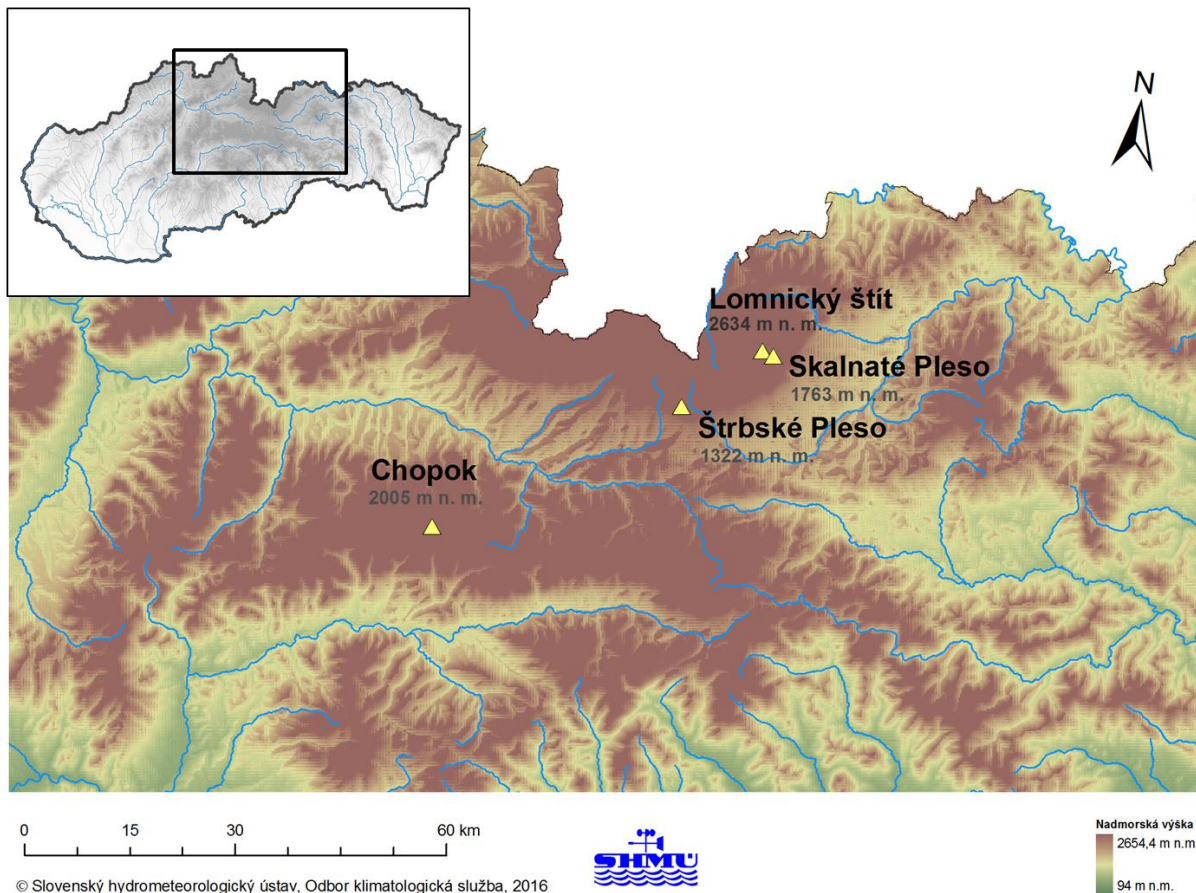 N
Lomnický štít
2634 m n. m.
Skalnaté Pleso
1763 m n. m.
Štrbské Pleso
1322 m n. m.
Chopok
2005 m n. m.
0 15 30 60 km
SHMÚ
Nadmorská výška
2654,4 m n.m
94 m n.m.
© Slovenský hydrometeorologický ústav, Odbor klimatologická služba, 2016